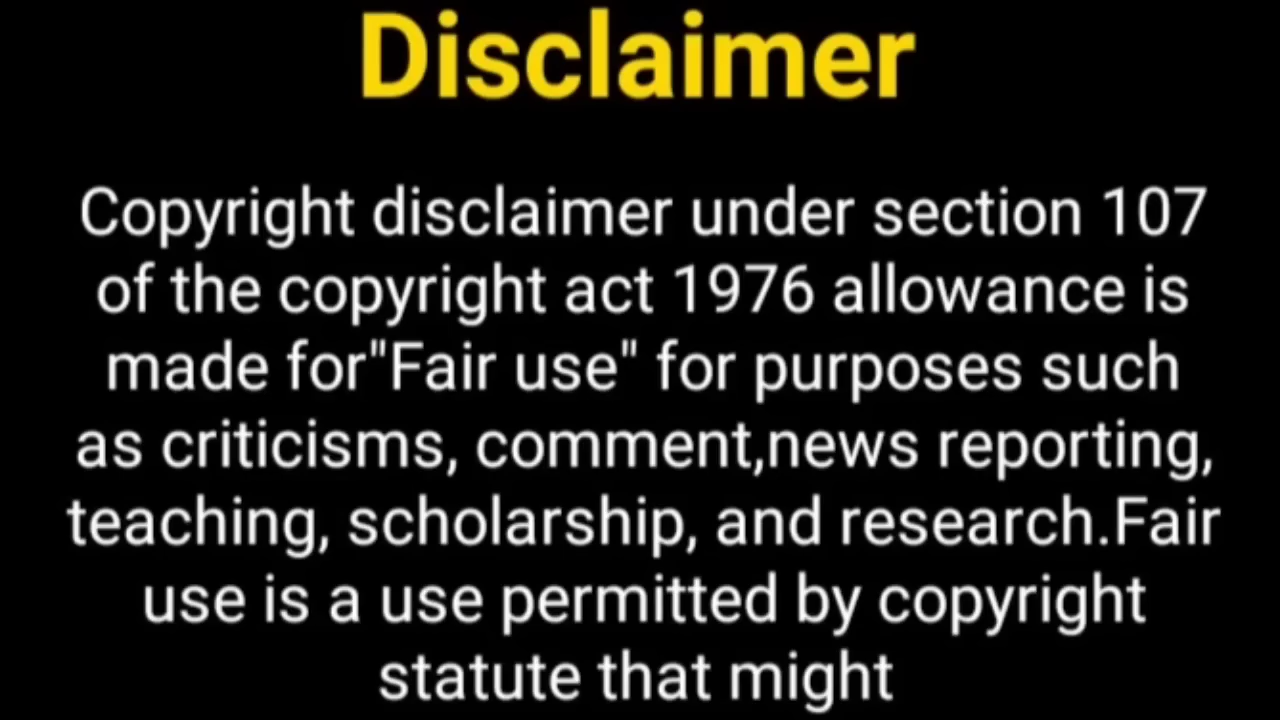 Disclaimer
Copyright disclaimer under section 107
of the copyright act 1976 allowance is
made for"Fair use" for purposes such
as criticisms, comment,news reporting,
teaching, scholarship, and research.Fair
use is a use permitted by copyright
statute that might